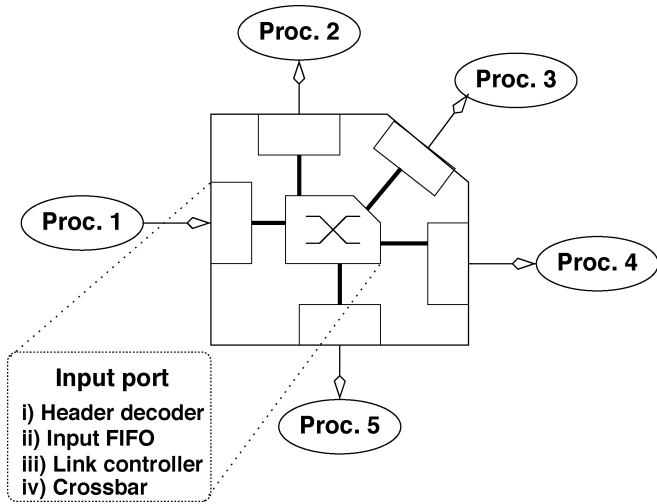 Proc. 2
Proc. 3
Proc. 1
Proc. 4
Proc. 5
Input port
i) Header decoder
ii) Input FIFO
iii) Link controller
iv) Crossbar